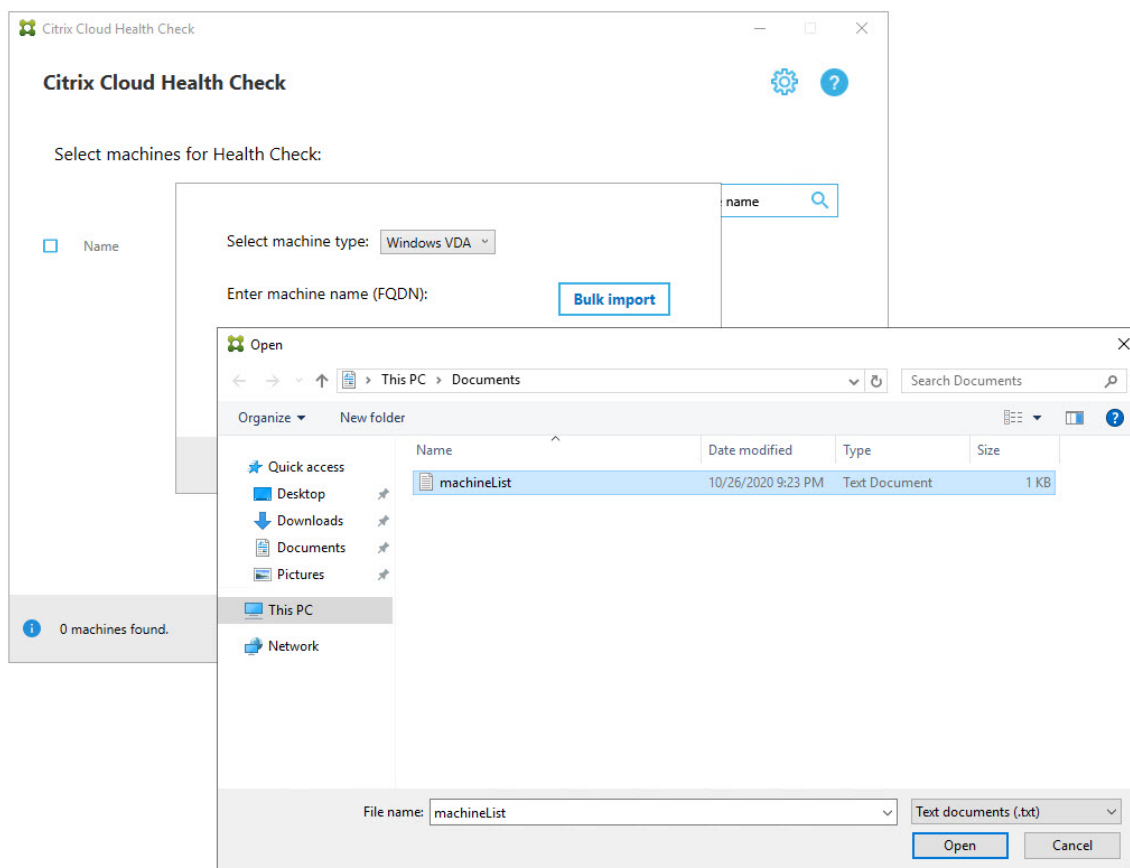 Citrix Cloud Health Check
Citrix Cloud Health Check
?
Select machines for Health Check:
name
Name
Select machine type: Windows VDA
Enter machine name (FQDN):
Bulk import
Open
This PC > Documents
Search Documents
Organize
New folder
?
Name
Date modified
Type
Size
machineList
10/26/2020 9:23 PM
Text Document
1 KB
Quick access
Desktop
Downloads
Documents
Pictures
This PC
Network
i
0 machines found.
File name: machineList
Text documents (.txt)
Open
Cancel